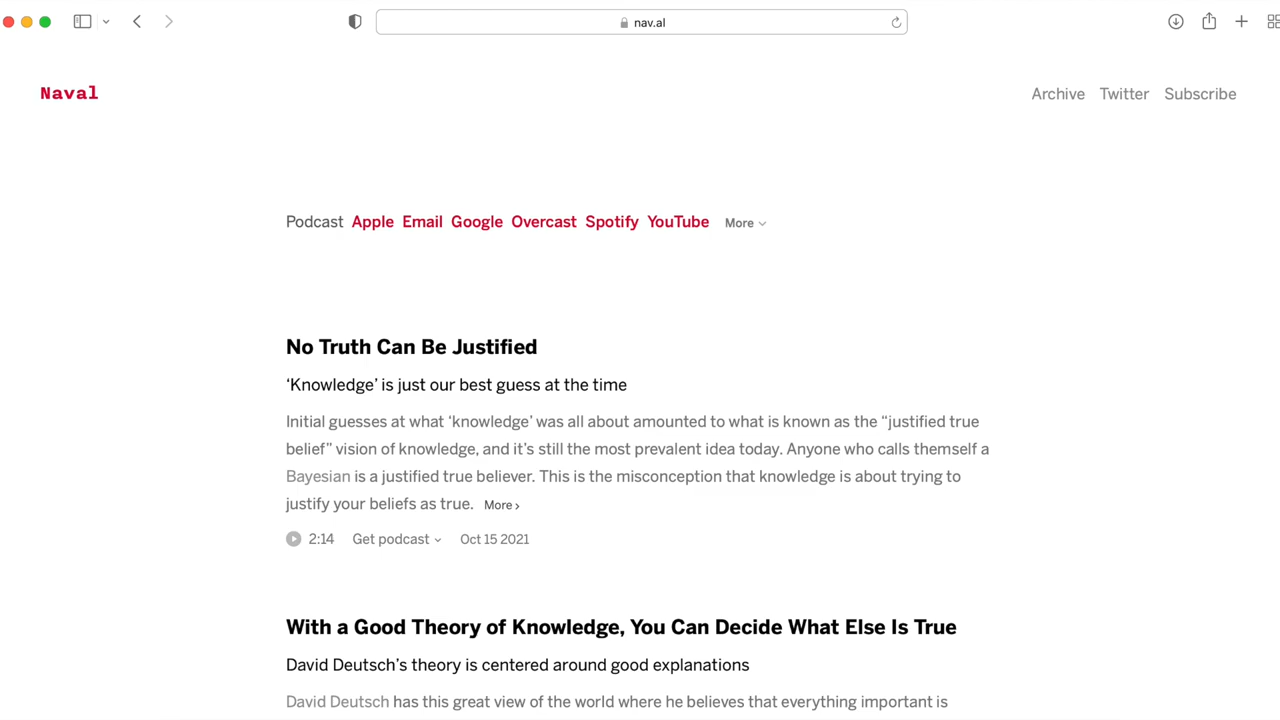 nav.al
Naval
Archive Twitter Subscribe
Podcast Apple Email Google Overcast Spotify YouTube More
No Truth Can Be Justified
‘Knowledge’ is just our best guess at the time
Initial guesses at what ‘knowledge’ was all about amounted to what is known as the “justified true
belief” vision of knowledge, and it’s still the most prevalent idea today. Anyone who calls themself a
Bayesian is a justified true believer. This is the misconception that knowledge is about trying to
justify your beliefs as true. More ›
2:14 Get podcast Oct 15 2021
With a Good Theory of Knowledge, You Can Decide What Else Is True
David Deutsch’s theory is centered around good explanations
David Deutsch has this great view of the world where he believes that everything important is